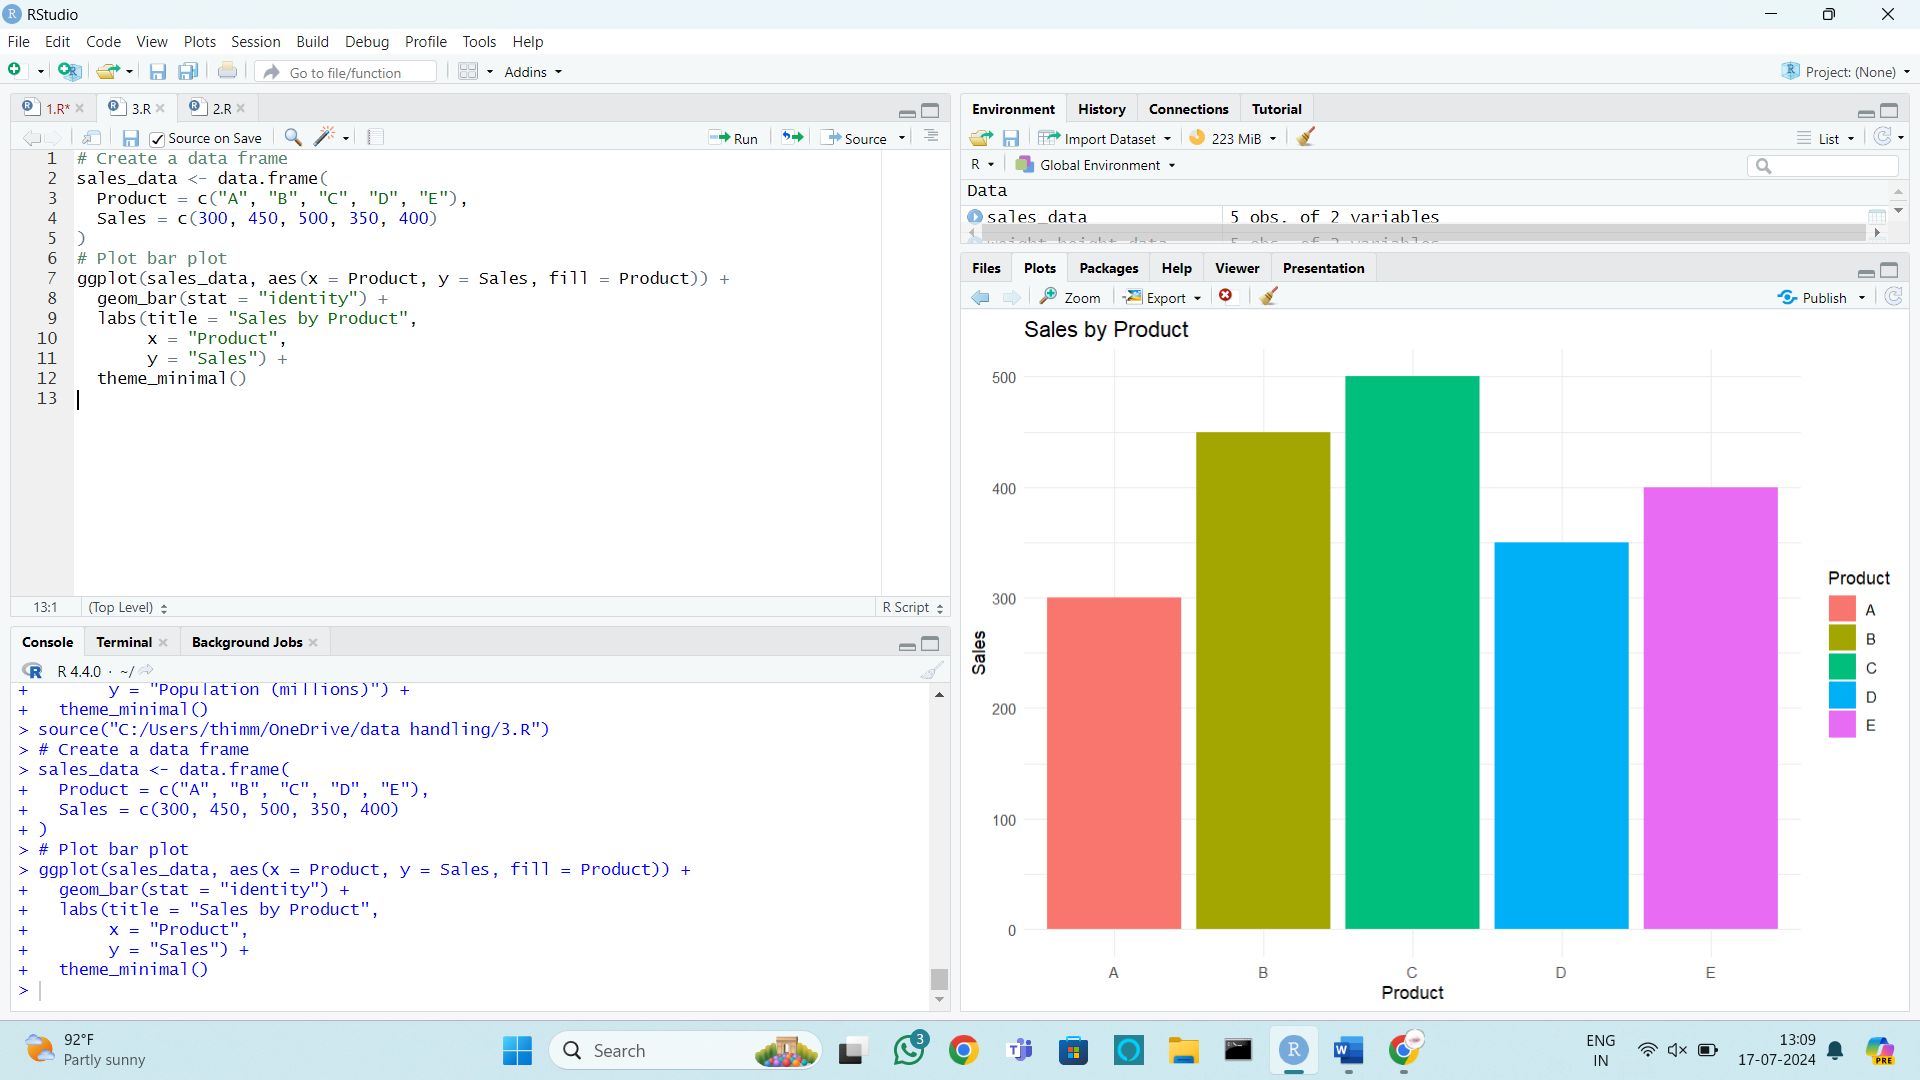 RStudio
File Edit Code View Plots Session Build Debug Profile Tools Help
Go to file/function Addins Project: (None)
1.R* 3.R 2.R
Source on Save Run Source
1 # Create a data frame
2 sales_data <- data.frame(
3 Product = c("A", "B", "C", "D", "E"),
4 Sales = c(300, 450, 500, 350, 400)
5 )
6 # Plot bar plot
7 ggplot(sales_data, aes(x = Product, y = Sales, fill = Product)) +
8 geom_bar(stat = "identity") +
9 labs(title = "Sales by Product",
10 x = "Product",
11 y = "Sales") +
12 theme_minimal()
13
13:1 (Top Level) R Script
Console Terminal Background Jobs
R 4.4.0 · ~/
+ y = "Population (millions)") +
+ theme_minimal()
> source("C:/Users/thimm/OneDrive/data handling/3.R")
> # Create a data frame
> sales_data <- data.frame(
+ Product = c("A", "B", "C", "D", "E"),
+ Sales = c(300, 450, 500, 350, 400)
+ )
> # Plot bar plot
> ggplot(sales_data, aes(x = Product, y = Sales, fill = Product)) +
+ geom_bar(stat = "identity") +
+ labs(title = "Sales by Product",
+ x = "Product",
+ y = "Sales") +
+ theme_minimal()
>
Environment History Connections Tutorial
Import Dataset 223 MiB List
R Global Environment
Data
sales_data 5 obs. of 2 variables
Files Plots Packages Help Viewer Presentation
Zoom Export Publish
Sales by Product
500
400
300
200
100
0
Sales
A B C D E
Product
Product
A
B
C
D
E
92°F
Partly sunny
Search
3
ENG
IN
13:09
17-07-2024
PRE